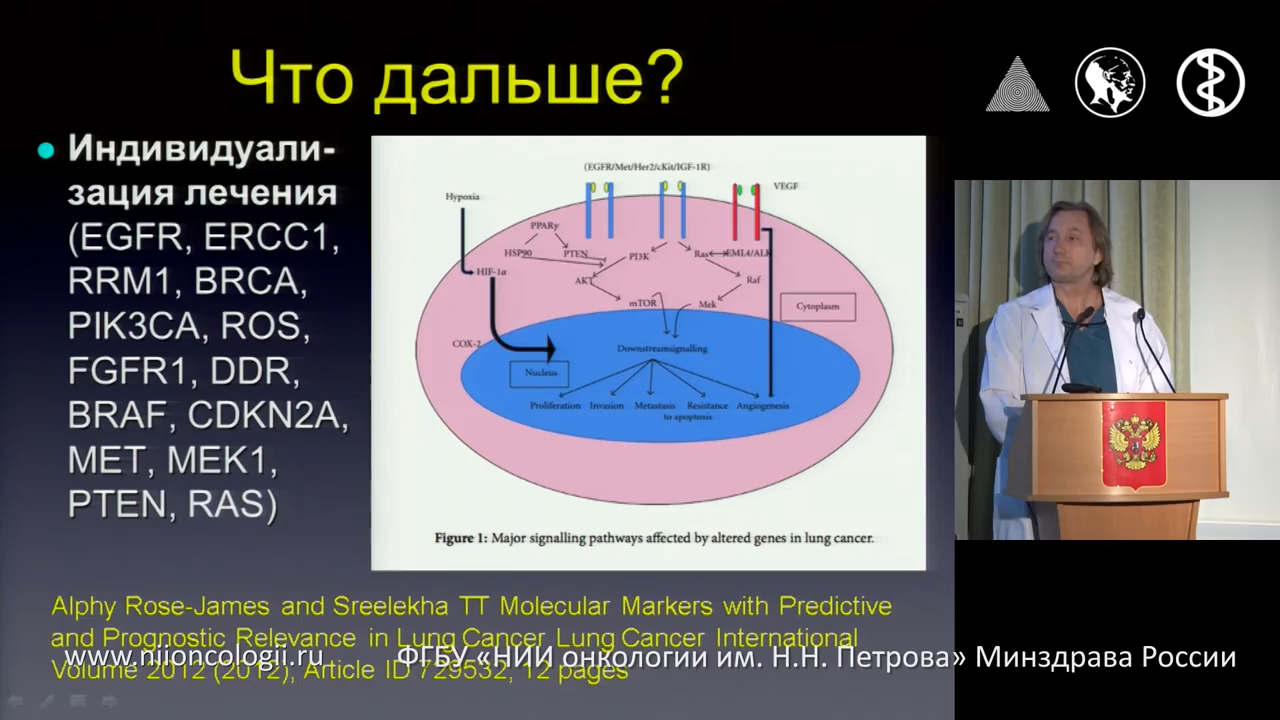 Что дальше?
Индивидуали-
зация лечения
(EGFR, ERCC1,
RRM1, BRCA,
PIK3CA, ROS,
FGFR1, DDR,
BRAF, CDKN2A,
MET, MEK1,
PTEN, RAS)
(EGFR/Met/Her2/cKit/IGF-1R)
VEGF
Hypoxia
PPARγ
HSP90
PTEN
PI3K
Ras
EML4/ALK
HIF-1α
AKT
Raf
mTOR
Mek
Cytoplasm
COX-2
Downstreamsignalling
Nucleus
Proliferation
Invasion
Metastasis
Resistance
to apoptosis
Angiogenesis
Figure 1: Major signalling pathways affected by altered genes in lung cancer.
Alphy Rose-James and Sreelekha TT Molecular Markers with Predictive
and Prognostic Relevance in Lung Cancer Lung Cancer International
Volume 2012 (2012), Article ID 729532, 12 pages
www.niioncologii.ru
ФГБУ «НИИ онкологии им. Н.Н. Петрова» Минздрава России